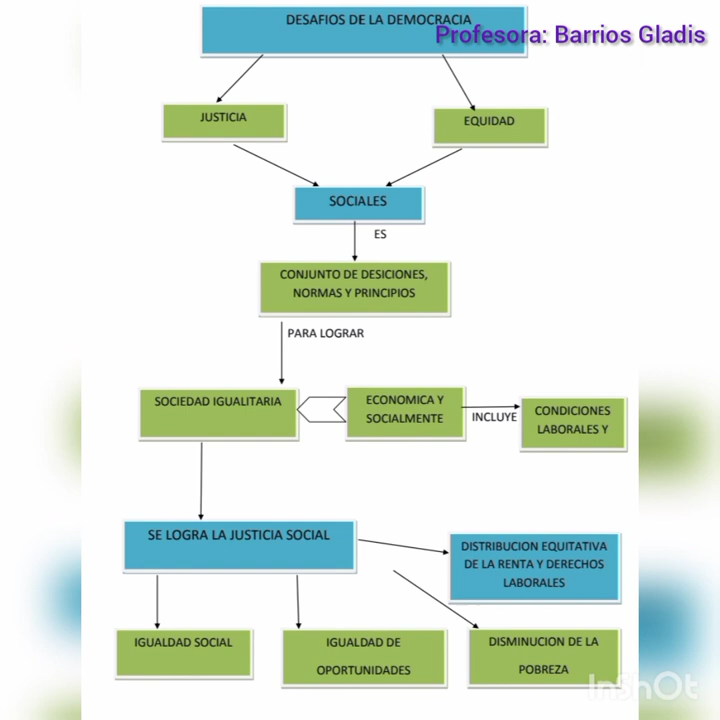 DESAFIOS DE LA DEMOCRACIA
Profesora: Barrios Gladis
JUSTICIA
EQUIDAD
SOCIALES
ES
CONJUNTO DE DESICIONES,
NORMAS Y PRINCIPIOS
PARA LOGRAR
SOCIEDAD IGUALITARIA
ECONOMICA Y
SOCIALMENTE
INCLUYE
CONDICIONES
LABORALES Y
SE LOGRA LA JUSTICIA SOCIAL
DISTRIBUCION EQUITATIVA
DE LA RENTA Y DERECHOS
LABORALES
IGUALDAD SOCIAL
IGUALDAD DE
OPORTUNIDADES
DISMINUCION DE LA
POBREZA
InShOt